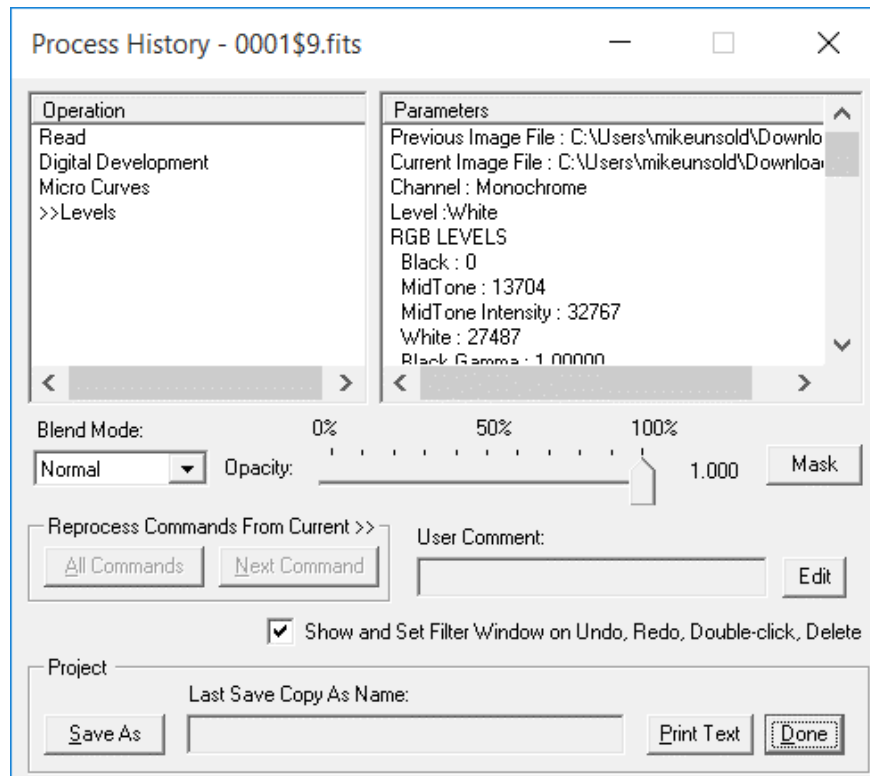 Process History - 0001$9.fits
Operation
Read
Digital Development
Micro Curves
>>Levels
Parameters
Previous Image File : C:\Users\mikeunsold\Downlo
Current Image File : C:\Users\mikeunsold\Downloa
Channel : Monochrome
Level :White
RGB LEVELS
Black : 0
MidTone : 13704
MidTone Intensity : 32767
White : 27487
Black Gamma : 1.00000
Blend Mode:
0% 50% 100%
Normal Opacity: 1.000 Mask
Reprocess Commands From Current >>
All Commands Next Command
User Comment:
Edit
Show and Set Filter Window on Undo, Redo, Double-click, Delete
Project
Last Save Copy As Name:
Save As Print Text Done